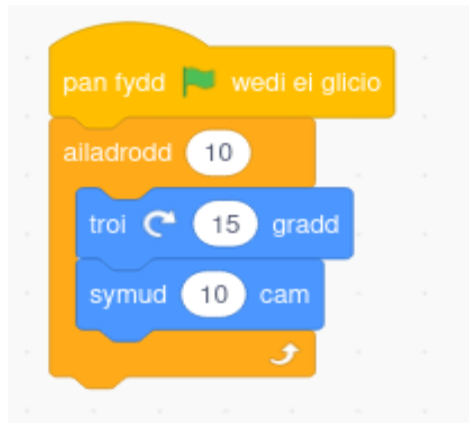 pan fydd wedi ei glicio
ailadrodd 10
troi 15 gradd
symud 10 cam